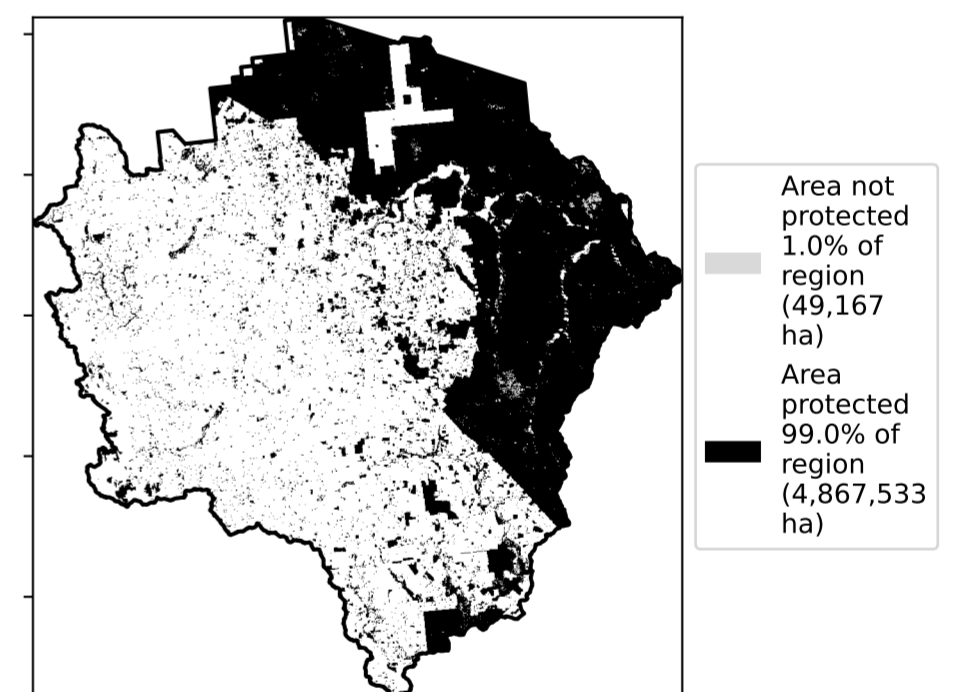 Area not
protected
1.0% of
region
(49,167
ha)
Area
protected
99.0% of
region
(4,867,533
ha)